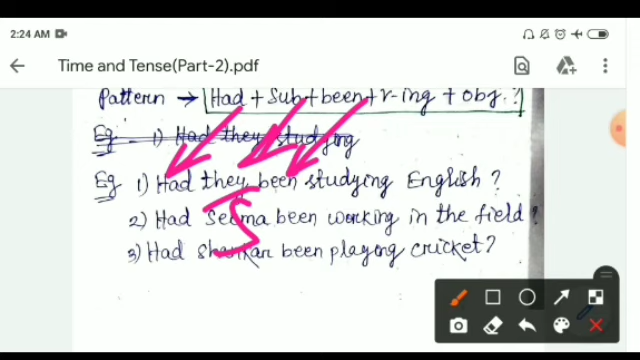 2:24 AM
Time and Tense(Part-2).pdf
Pattern → Had + Sub + been + v-ing + obj. ?
Eg 1) Had they studying
Eg 1) Had they been studying English ?
2) Had Seema been working in the field ?
3) Had Shankar been playing cricket ?
S